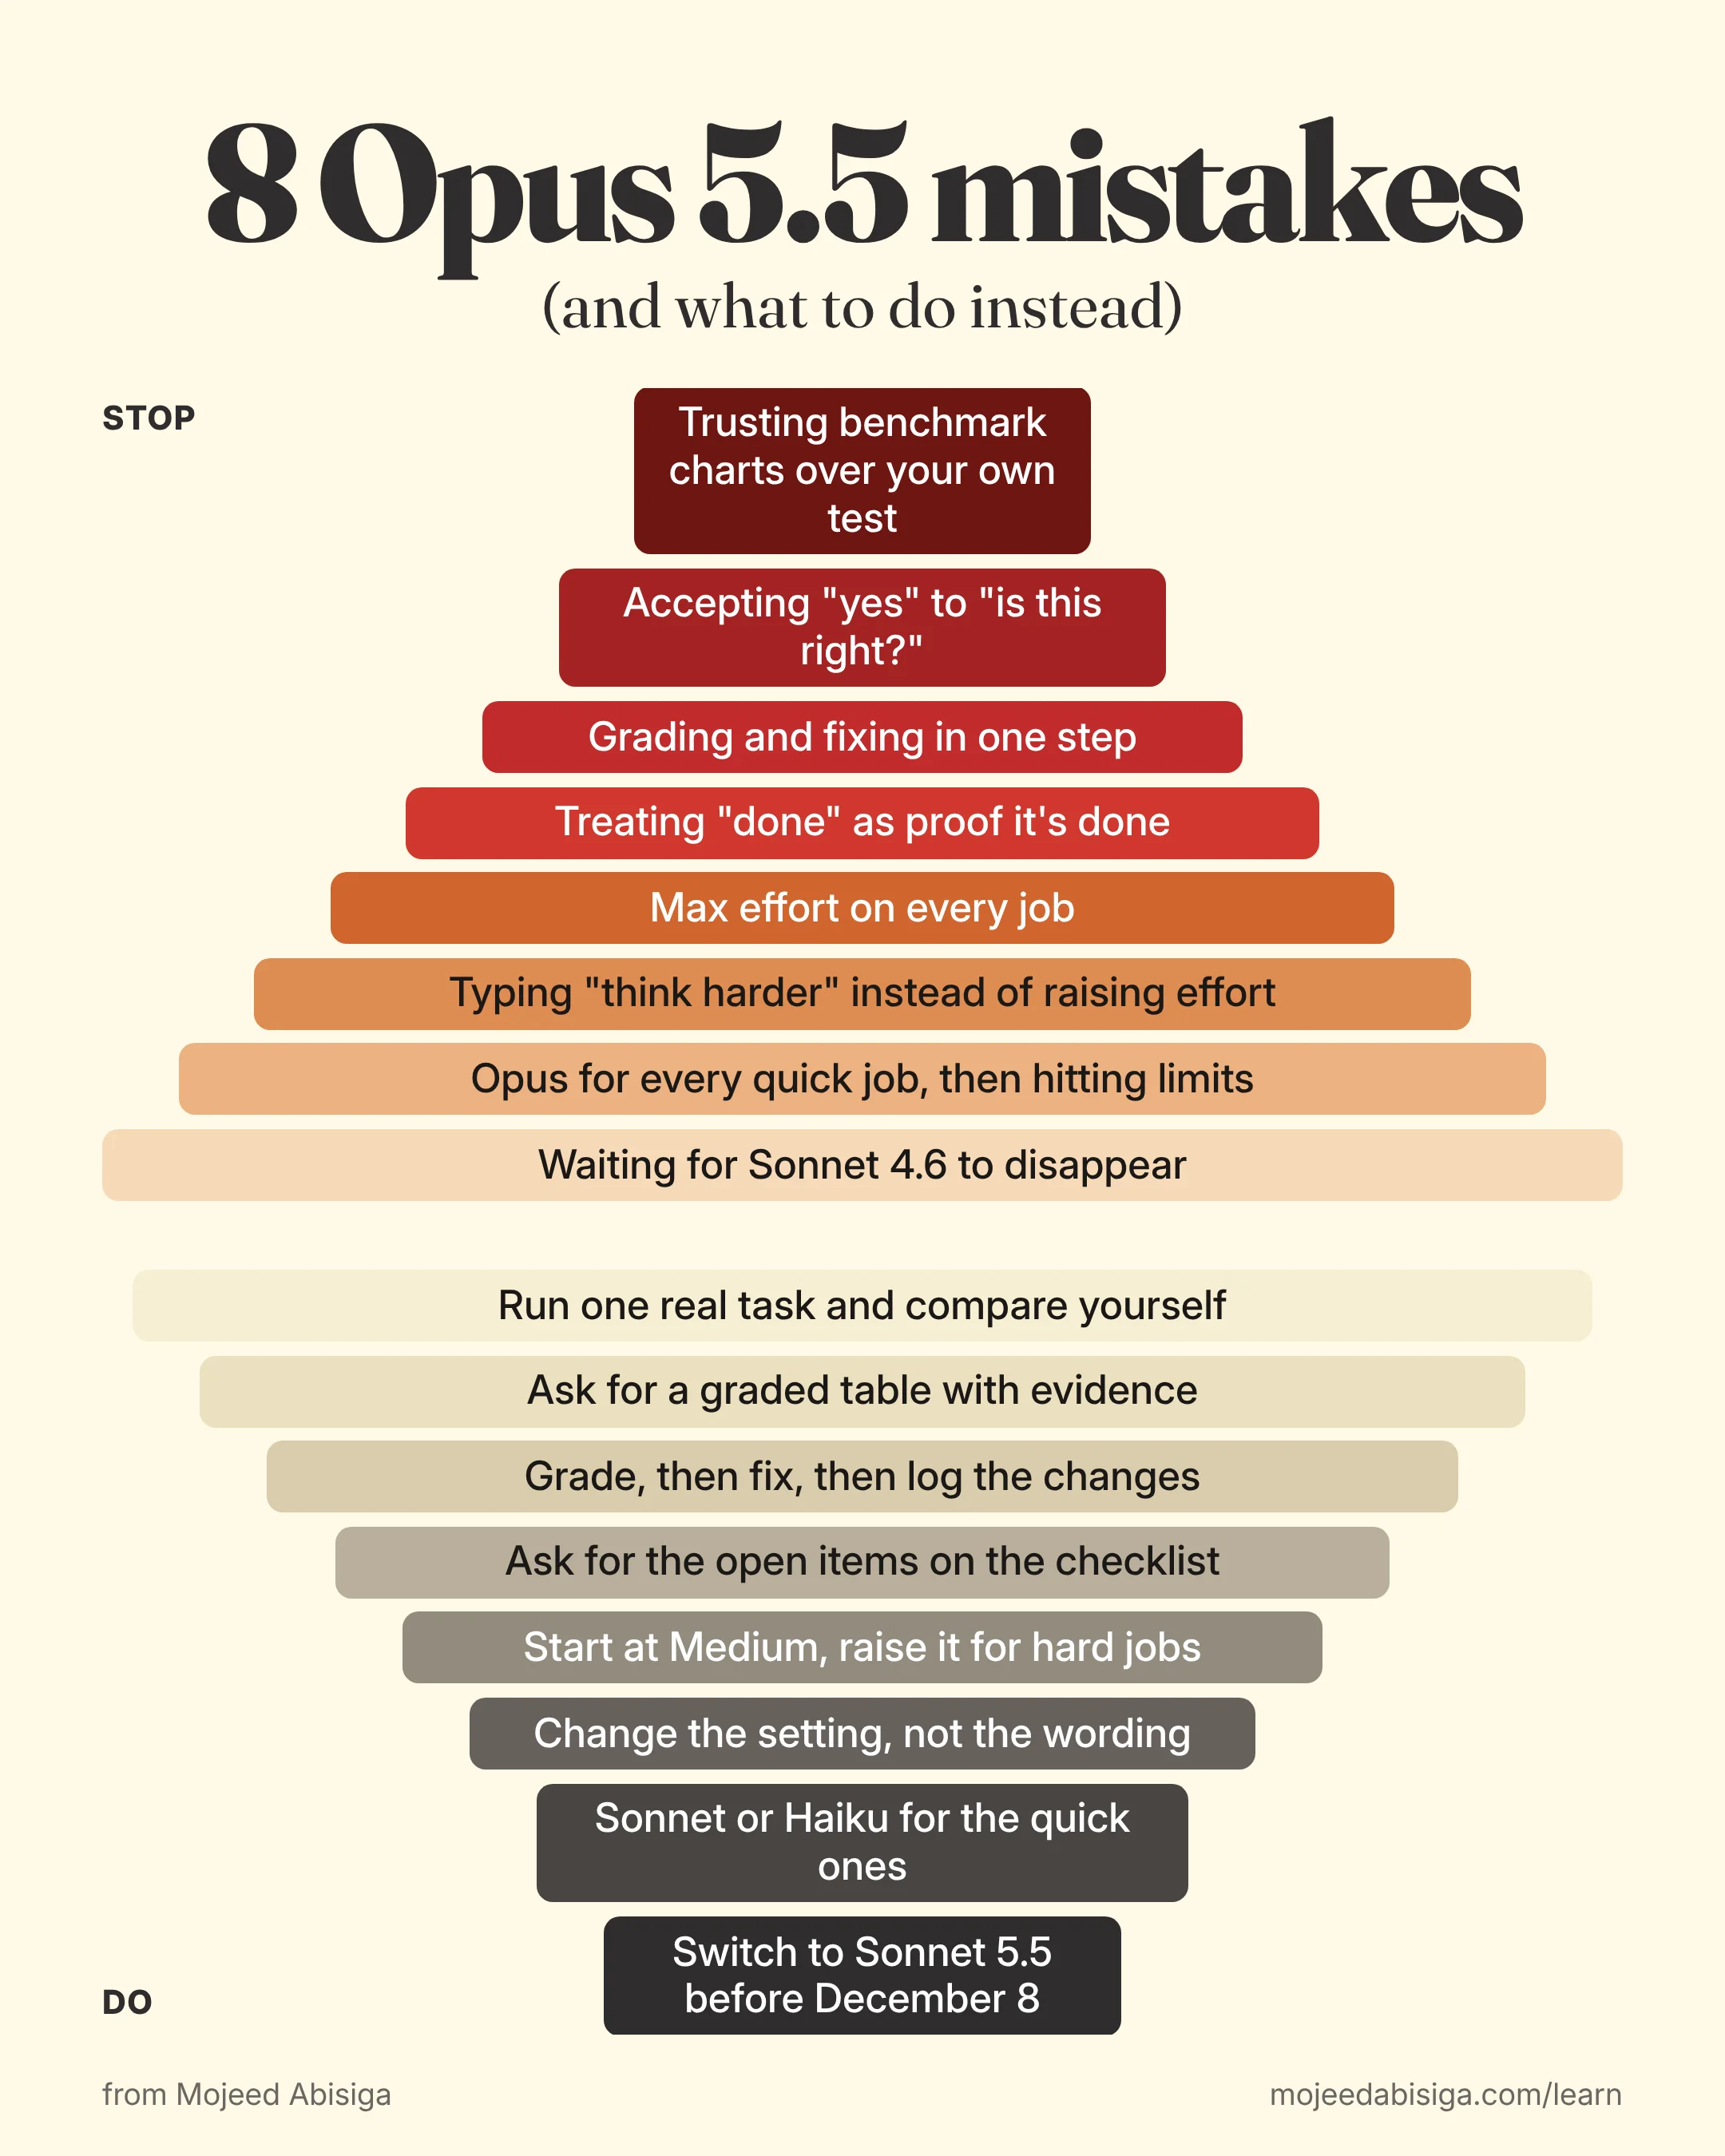 8 Opus 5.5 mistakes
(and what to do instead)
STOP
Trusting benchmark
charts over your own
test
Accepting "yes" to "is this
right?"
Grading and fixing in one step
Treating "done" as proof it's done
Max effort on every job
Typing "think harder" instead of raising effort
Opus for every quick job, then hitting limits
Waiting for Sonnet 4.6 to disappear
Run one real task and compare yourself
Ask for a graded table with evidence
Grade, then fix, then log the changes
Ask for the open items on the checklist
Start at Medium, raise it for hard jobs
Change the setting, not the wording
Sonnet or Haiku for the quick
ones
Switch to Sonnet 5.5
before December 8
DO
from Mojeed Abisiga
mojeedabisiga.com/learn